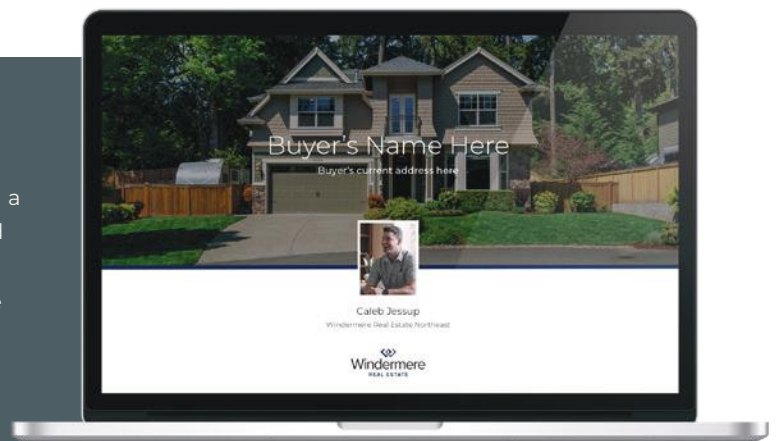 Buyer's Name Here
Buyer's current address here
a
Caleb Jessup
Windermere Real Estate Northeast
Windermere
REAL ESTATE